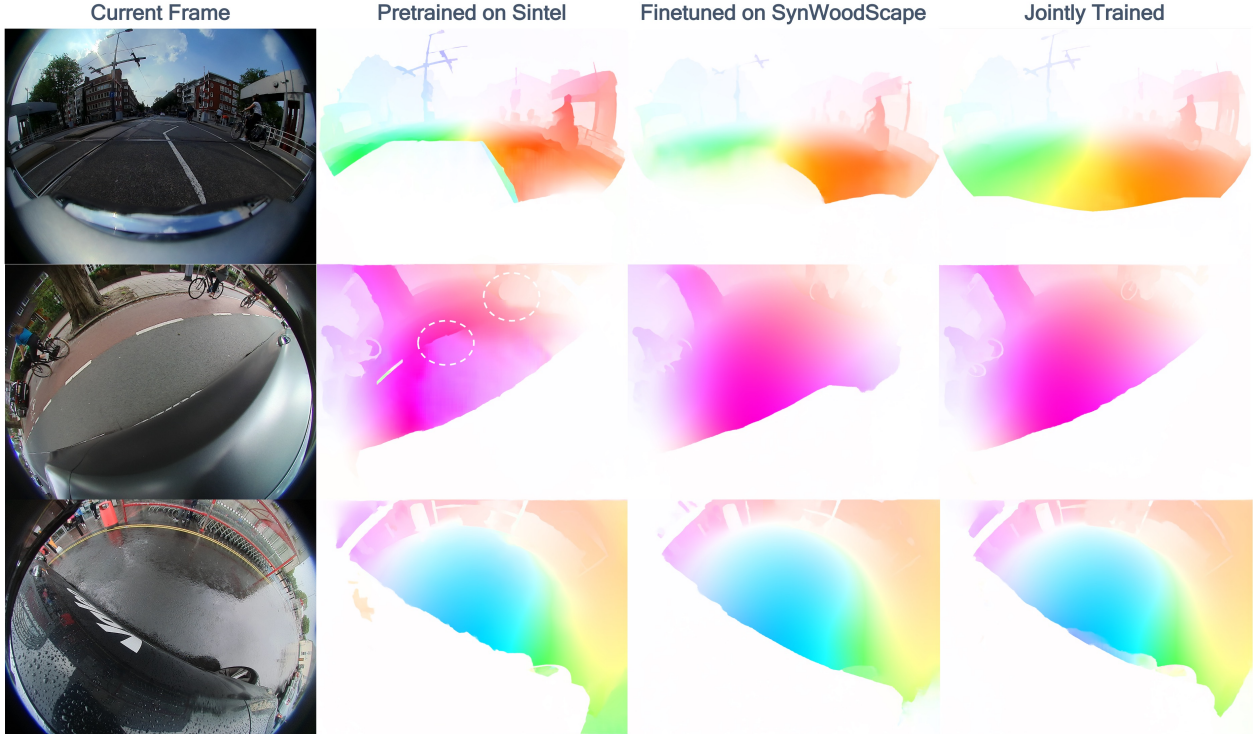 Current Frame
Pretrained on Sintel
Finetuned on SynWoodScape
Jointly Trained